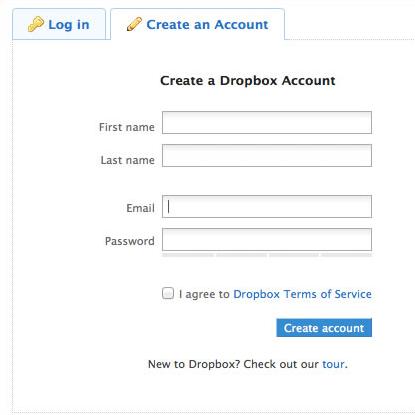 Log in
Create an Account
Create a Dropbox Account
First name
Last name
Email
Password
I agree to Dropbox Terms of Service
Create account
New to Dropbox? Check out our tour.